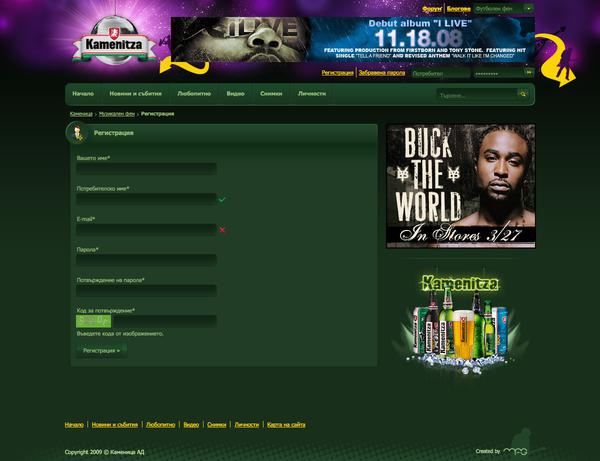 Форум Блогове Футболен фен
Kamenitza
Debut album "I LIVE"
11.18.08
FEATURING PRODUCTION FROM FIRSTBORN AND TONY STONE. FEATURING HIT
SINGLE "TELL A FRIEND" AND REVISED ANTHEM "WALK IT LIKE I'M CHANGED"
I LIVE
Регистрация Забравена парола Потребител ••••••••• 
Начало Новини и събития Любопитно Видео Снимки Личности Търсене...
Каменица > Музикален фен > Регистрация
Регистрация
Вашето име*
Потребителско име*
E-mail*
Парола*
Потвърждение на парола*
Код за потвърждение*
Въведете кода от изображението.
Регистрация »
BUCK
THE
WORLD
In Stores 3/27
Kamenitza
Начало Новини и събития Любопитно Видео Снимки Личности Карта на сайта
Copyright 2009 © Каменица АД
Created by MFG